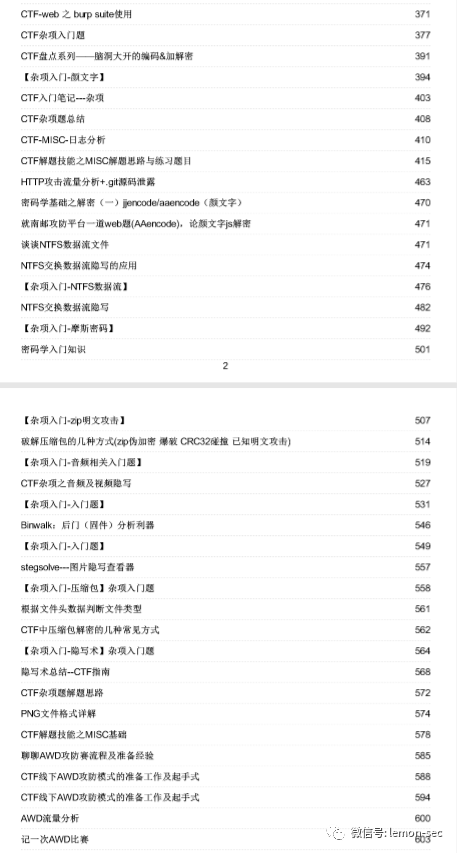 CTF-web 之 burp suite使用 371
CTF杂项入门题 377
CTF盘点系列——脑洞大开的编码&加解密 391
【杂项入门-颜文字】 394
CTF入门笔记---杂项 403
CTF杂项题总结 408
CTF-MISC-日志分析 410
CTF解题技能之MISC解题思路与练习题目 415
HTTP攻击流量分析+.git源码泄露 463
密码学基础之解密（一）jjencode/aaencode（颜文字） 470
就南邮攻防平台一道web题(AAencode)，论颜文字js解密 471
谈谈NTFS数据流文件 471
NTFS交换数据流隐写的应用 474
【杂项入门-NTFS数据流】 476
NTFS交换数据流隐写 482
【杂项入门-摩斯密码】 492
密码学入门知识 501
2
【杂项入门-zip明文攻击】 507
破解压缩包的几种方式(zip伪加密 爆破 CRC32碰撞 已知明文攻击) 514
【杂项入门-音频相关入门题】 519
CTF杂项之音频及视频隐写 527
【杂项入门-入门题】 531
Binwalk：后门（固件）分析利器 546
【杂项入门-入门题】 549
stegsolve---图片隐写查看器 557
【杂项入门-压缩包】杂项入门题 558
根据文件头数据判断文件类型 561
CTF中压缩包解密的几种常见方式 562
【杂项入门-隐写术】杂项入门题 564
隐写术总结--CTF指南 568
CTF杂项题解题思路 572
PNG文件格式详解 574
CTF解题技能之MISC基础 578
聊聊AWD攻防赛流程及准备经验 585
CTF线下AWD攻防模式的准备工作及起手式 588
CTF线下AWD攻防模式的准备工作及起手式 594
AWD流量分析 600
记一次AWD比赛 603
微信号: lemon-sec